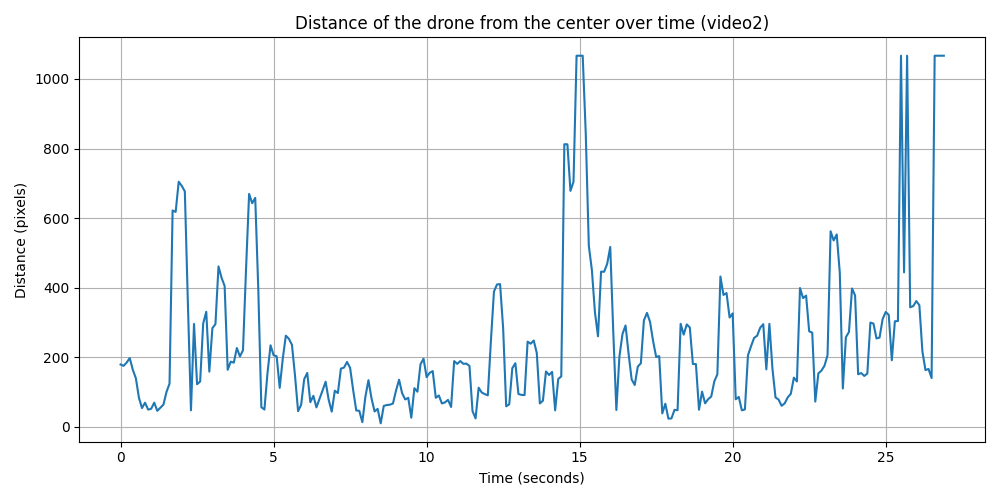 Distance of the drone from the center over time (video2)
1000
800
600
400
200
0
Distance (pixels)
0 5 10 15 20 25
Time (seconds)